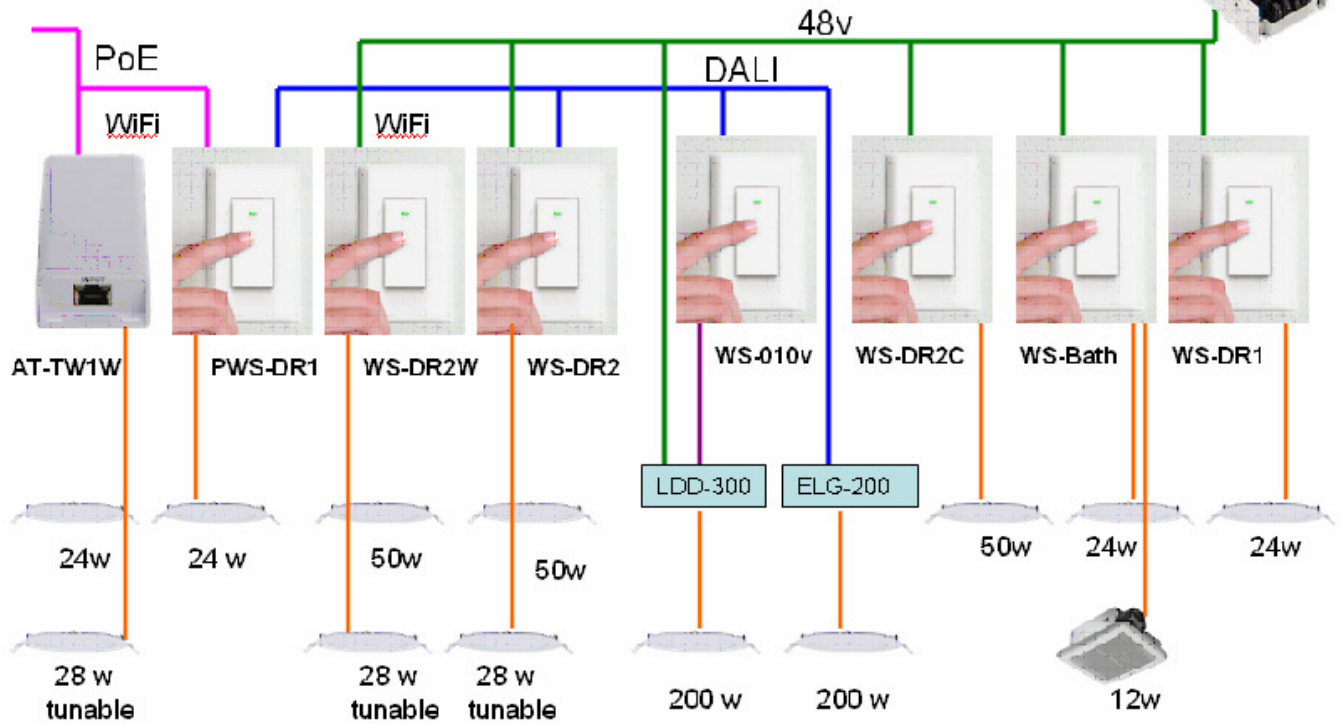 48v
PoE
DALI
WiFi
WiFi
INPUT
AT-TW1W
PWS-DR1
WS-DR2W
WS-DR2
WS-010v
WS-DR2C
WS-Bath
WS-DR1
LDD-300
ELG-200
24w
24 w
50w
50w
50w
24w
24w
28 w
tunable
28 w
tunable
28 w
tunable
200 w
200 w
12w